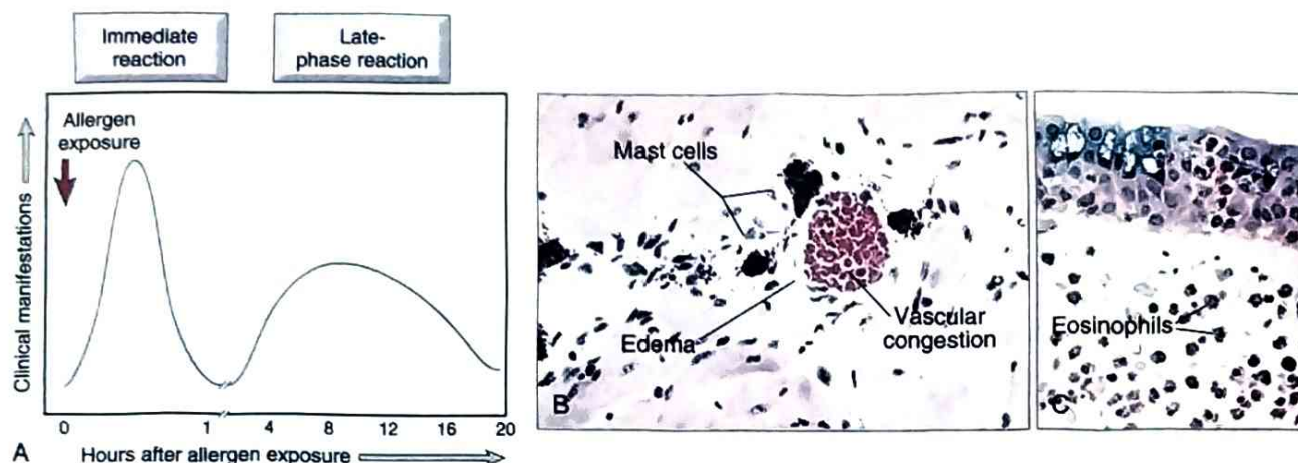 Immediate
reaction
Late-
phase reaction
Clinical manifestations
Allergen
exposure
0
1
4
8
12
16
20
A
Hours after allergen exposure
Mast cells
Edema
Vascular
congestion
B
Eosinophils
C